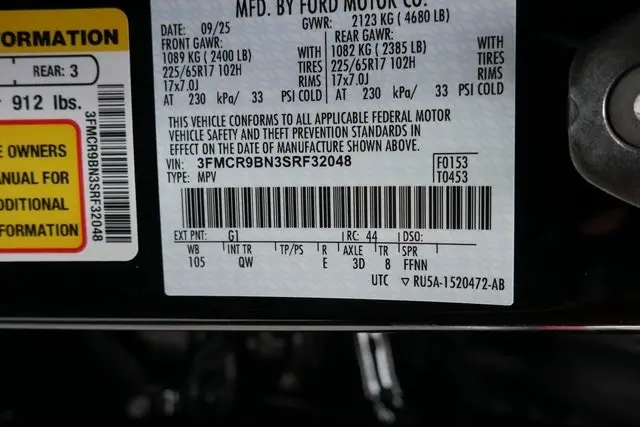 ORMATION
REAR: 3
912 lbs.
E OWNERS
ANUAL FOR
DDITIONAL
FORMATION
3FMCR9BN3SRF32048
MFD. BY FORD MOTOR CO.
DATE: 09/25 GVWR: 2123 KG ( 4680 LB)
FRONT GAWR: REAR GAWR:
1089 KG ( 2400 LB) WITH 1082 KG ( 2385 LB) WITH
225/65R17 102H TIRES 225/65R17 102H TIRES
17x7.0J RIMS 17x7.0J RIMS
AT 230 kPa/ 33 PSI COLD AT 230 kPa/ 33 PSI COLD
THIS VEHICLE CONFORMS TO ALL APPLICABLE FEDERAL MOTOR
VEHICLE SAFETY AND THEFT PREVENTION STANDARDS IN
EFFECT ON THE DATE OF MANUFACTURE SHOWN ABOVE.
VIN: 3FMCR9BN3SRF32048 F0153
TYPE: MPV T0453
EXT PNT: G1 RC: 44 DSO:
WB INT TR TP/PS R AXLE TR SPR
105 QW E 3D 8 FFNN
UTC ▽ RU5A-1520472-AB